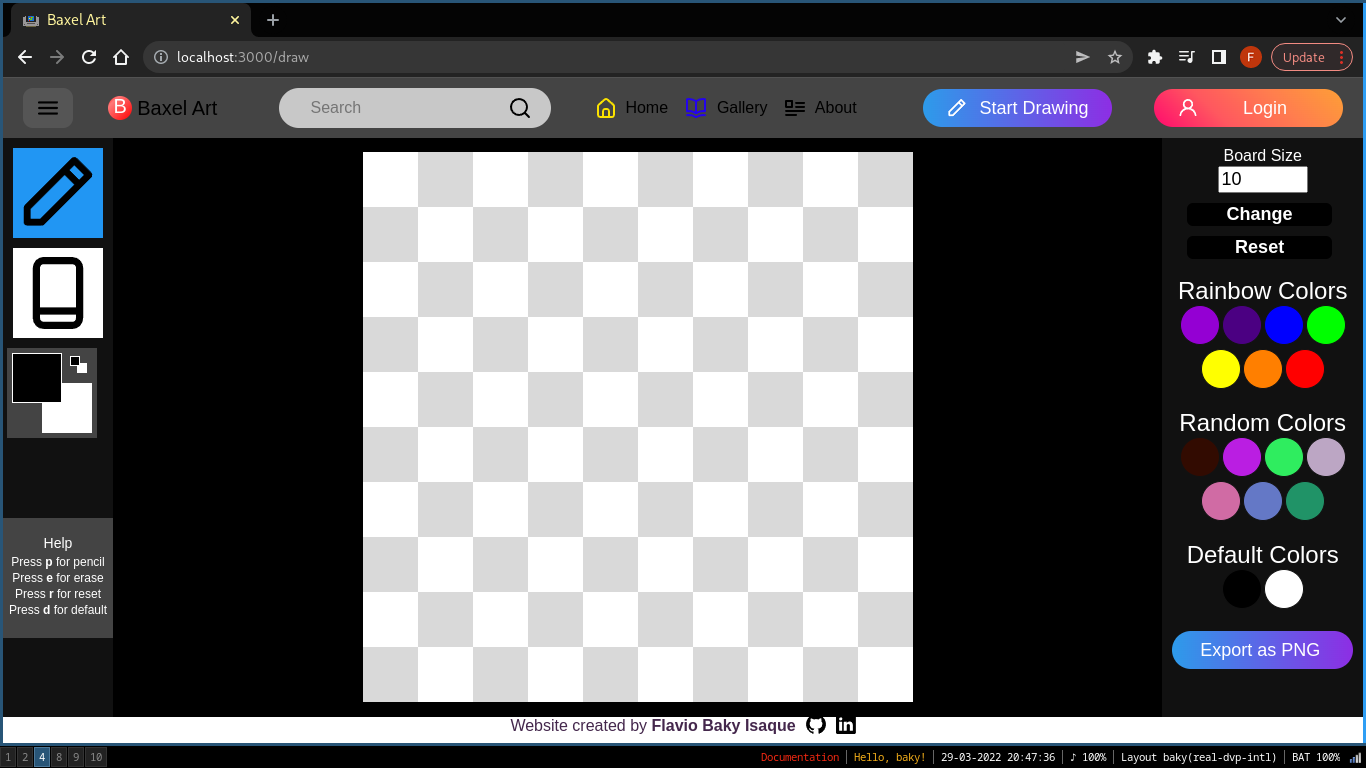 Baxel Art
localhost:3000/draw
F
Update
B Baxel Art
Search
Home
Gallery
About
Start Drawing
Login
Board Size
10
Change
Reset
Rainbow Colors
Random Colors
Default Colors
Export as PNG
Help
Press p for pencil
Press e for erase
Press r for reset
Press d for default
Website created by Flavio Baky Isaque
1 2 4 8 9 10
Documentation | Hello, baky! | 29-03-2022 20:47:36 | ♪ 100% | Layout baky(real-dvp-intl) | BAT 100%